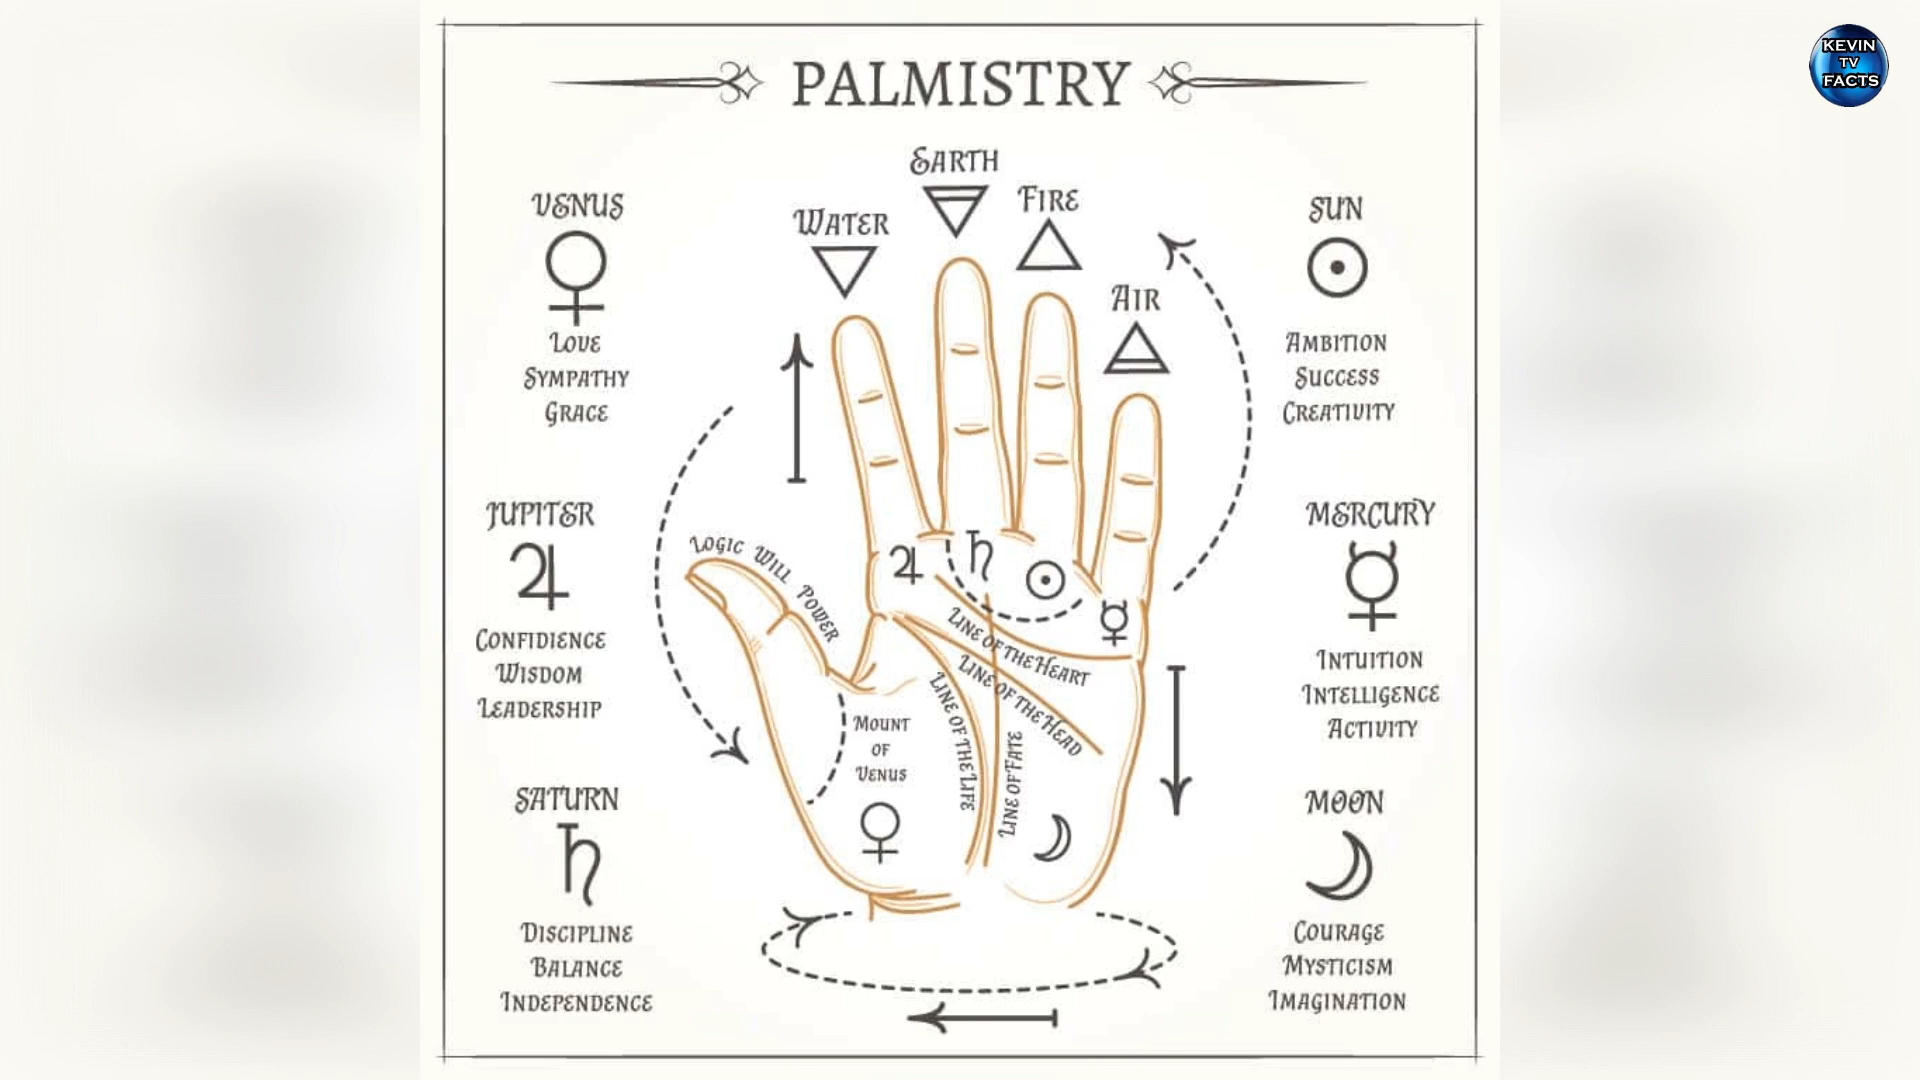 PALMISTRY
KEVIN
TV
FACTS
EARTH
FIRE
WATER
AIR
VENUS
LOVE
SYMPATHY
GRACE
SUN
AMBITION
SUCCESS
CREATIVITY
JUPITER
CONFIDIENCE
WISDOM
LEADERSHIP
MERCURY
INTUITION
INTELLIGENCE
ACTIVITY
SATURN
DISCIPLINE
BALANCE
INDEPENDENCE
MOON
COURAGE
MYSTICISM
IMAGINATION
LOGIC WILL POWER
LINE OF THE HEART
LINE OF THE HEAD
LINE OF THE LIFE
LINE OF FATE
MOUNT
OF
VENUS